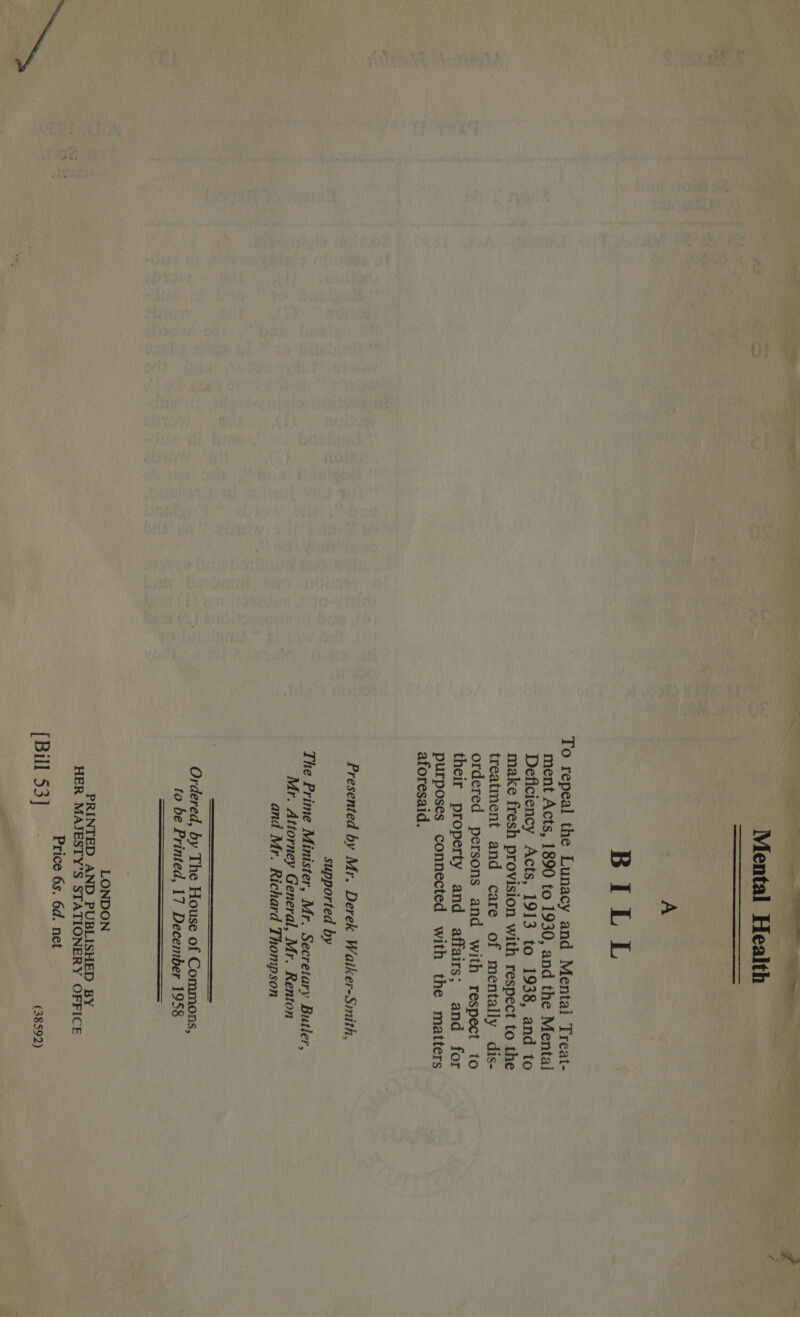 Mental Health
A
BILL
To repeal the Lunacy and Mental Treat-
ment Acts, 1890 to 1930, and the Mental
Deficiency Acts, 1913 to 1938, and to
make fresh provision with respect to the
treatment and care of mentally dis-
ordered persons and with respect to
their property and affairs; and for
purposes connected with the matters
aforesaid.
Presented by Mr. Derek Walker-Smith,
supported by
The Prime Minister, Mr. Secretary Butler,
Mr. Attorney General, Mr. Renton
and Mr. Richard Thompson
Ordered, by The House of Commons,
to be Printed, 17 December 1958
LONDON
PRINTED AND PUBLISHED BY
HER MAJESTY'S STATIONERY OFFICE
Price 6s. 6d. net
[Bill 53]
(38592)